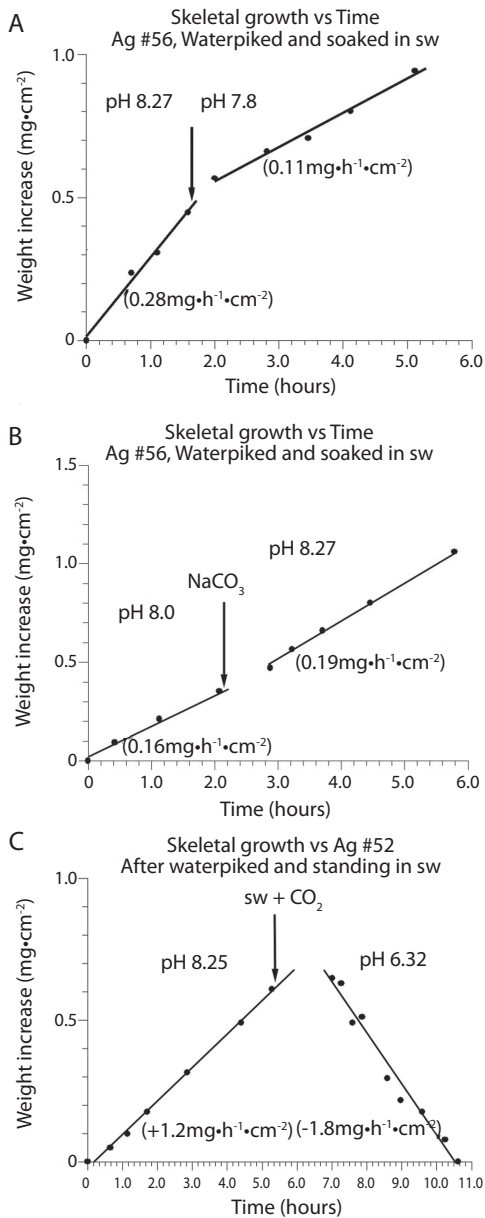 A
Skeletal growth vs Time
Ag #56, Waterpiked and soaked in sw
Weight increase (mg•cm-2)
1.0
0.5
0
pH 8.27
pH 7.8
(0.11mg•h-1•cm-2)
(0.28mg•h-1•cm-2)
0 1.0 2.0 3.0 4.0 5.0 6.0
Time (hours)
B
Skeletal growth vs Time
Ag #56, Waterpiked and soaked in sw
Weight increase (mg•cm-2)
1.5
1.0
0.5
0
pH 8.27
NaCO3
pH 8.0
(0.19mg•h-1•cm-2)
(0.16mg•h-1•cm-2)
0 1.0 2.0 3.0 4.0 5.0 6.0
Time (hours)
C
Skeletal growth vs Ag #52
After waterpiked and standing in sw
Weight increase (mg•cm-2)
1.0
0.5
0
sw + CO2
pH 8.25
pH 6.32
(+1.2mg•h-1•cm-2) (-1.8mg•h-1•cm-2)
0 1.0 2.0 3.0 4.0 5.0 6.0 7.0 8.0 9.0 10.0 11.0
Time (hours)